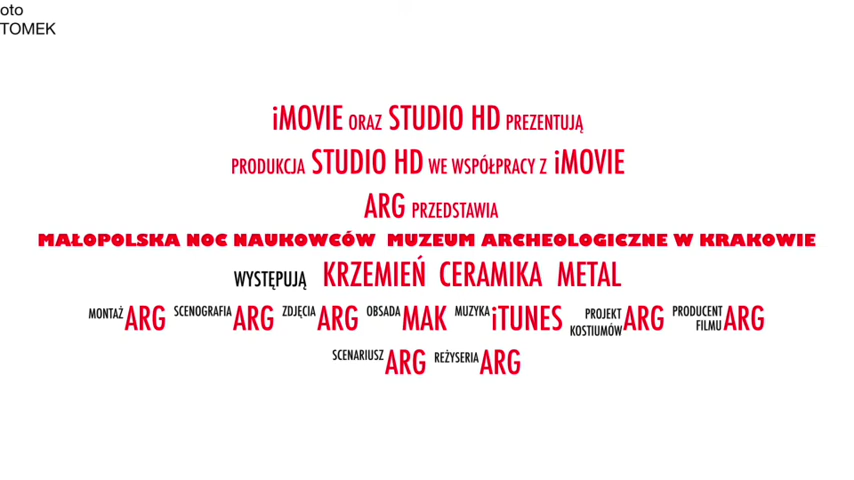 oto
TOMEK
iMOVIE ORAZ STUDIO HD PREZENTUJĄ
PRODUKCJA STUDIO HD WE WSPÓŁPRACY Z iMOVIE
ARG PRZEDSTAWIA
MAŁOPOLSKA NOC NAUKOWCÓW MUZEUM ARCHEOLOGICZNE W KRAKOWIE
WYSTĘPUJĄ KRZEMIEŃ CERAMIKA METAL
MONTAŻ ARG SCENOGRAFIA ARG ZDJĘCIA ARG OBSADA MAK MUZYKA iTUNES PROJEKT KOSTIUMÓW ARG PRODUCENT FILMU ARG
SCENARIUSZ ARG REŻYSERIA ARG